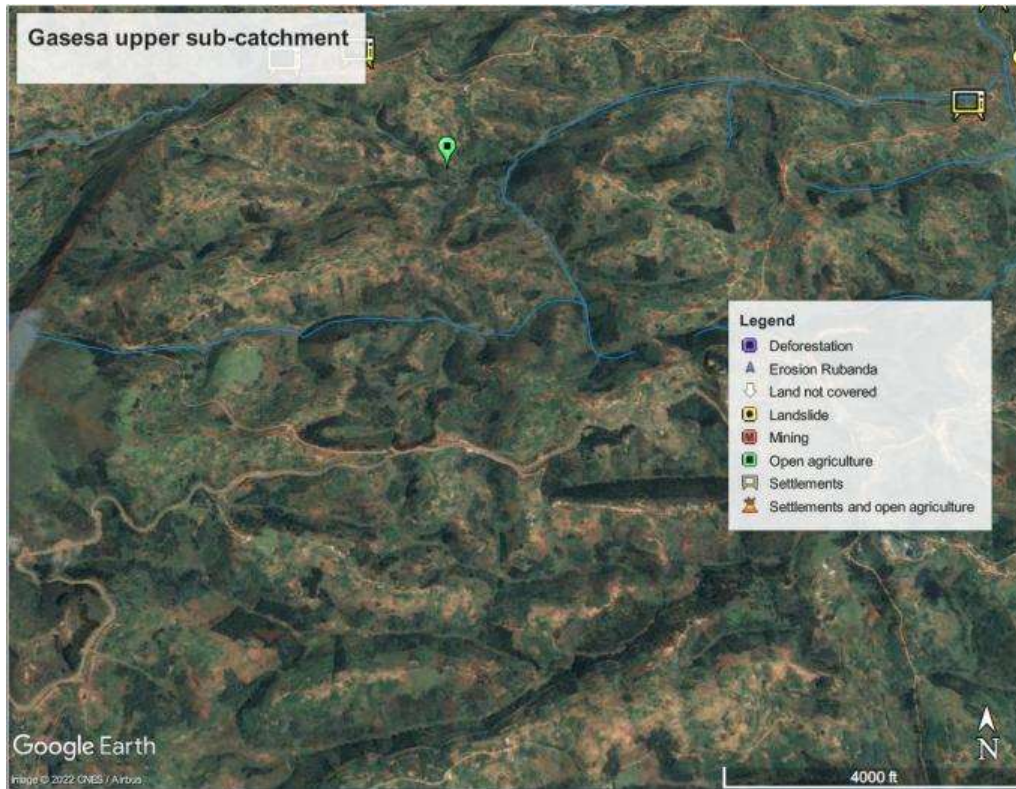 Gasesa upper sub-catchment
Legend
Deforestation
Erosion Rubanda
Land not covered
Landslide
M Mining
Open agriculture
Settlements
Settlements and open agriculture
Google Earth
Image © 2022 CNES / Airbus
N
4000 ft